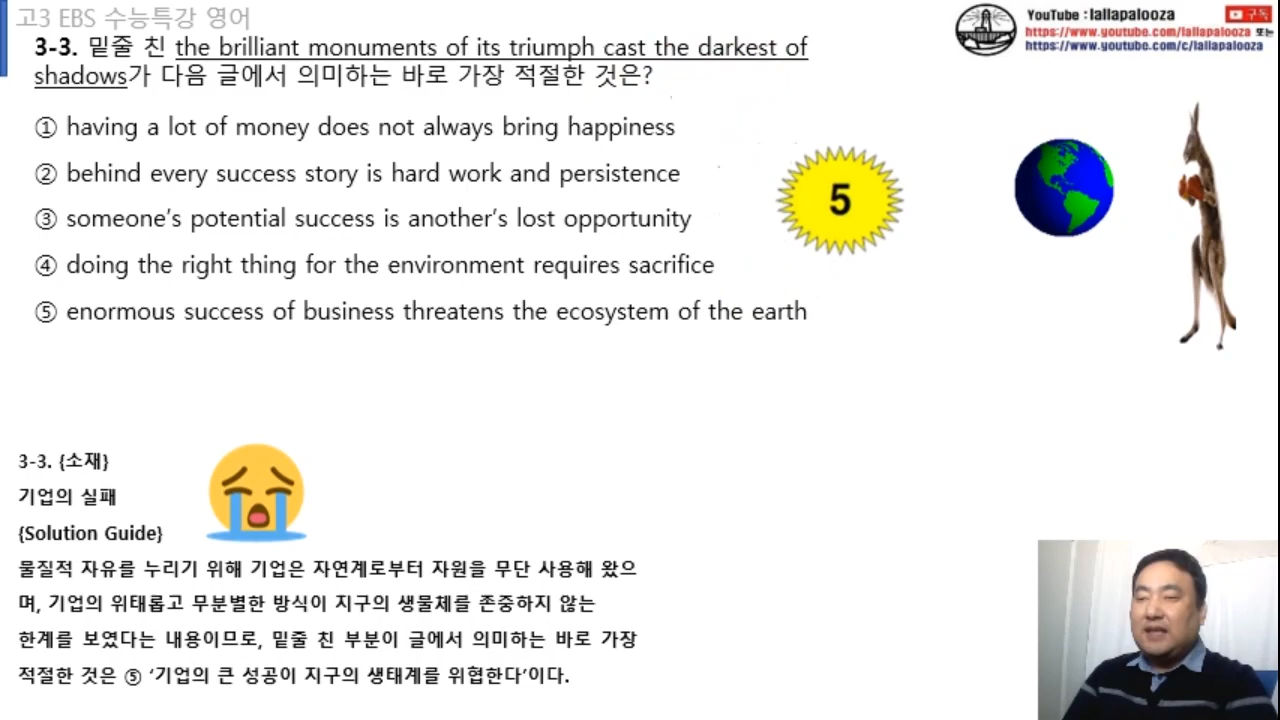 고3 EBS 수능특강 영어
YouTube : lallapalooza
구독
https://www.youtube.com/lallapalooza 또는
https://www.youtube.com/c/lallapalooza
3-3. 밑줄 친 the brilliant monuments of its triumph cast the darkest of
shadows가 다음 글에서 의미하는 바로 가장 적절한 것은?
① having a lot of money does not always bring happiness
② behind every success story is hard work and persistence
③ someone's potential success is another's lost opportunity
④ doing the right thing for the environment requires sacrifice
⑤ enormous success of business threatens the ecosystem of the earth
5
3-3. {소재}
기업의 실패
{Solution Guide}
물질적 자유를 누리기 위해 기업은 자연계로부터 자원을 무단 사용해 왔으
며, 기업의 위태롭고 무분별한 방식이 지구의 생물체를 존중하지 않는
한계를 보였다는 내용이므로, 밑줄 친 부분이 글에서 의미하는 바로 가장
적절한 것은 ⑤ ‘기업의 큰 성공이 지구의 생태계를 위협한다’이다.